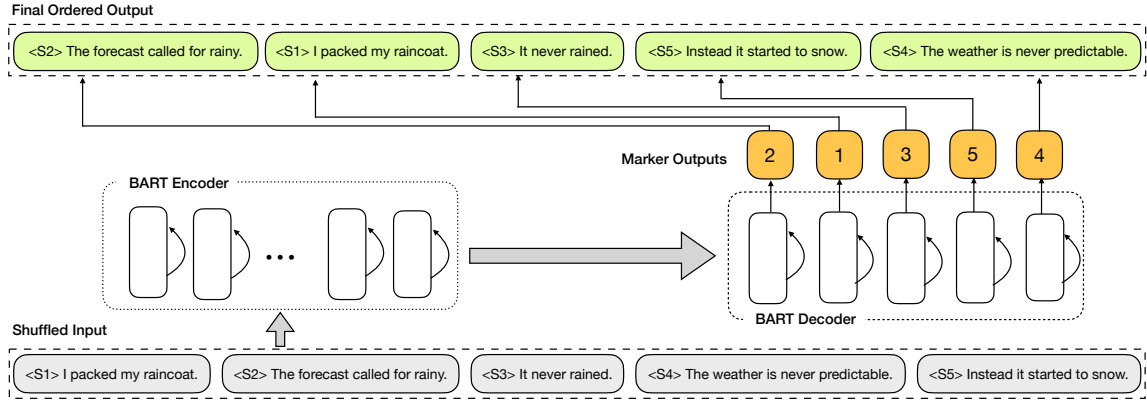 Final Ordered Output
<S2> The forecast called for rainy.
<S1> I packed my raincoat.
<S3> It never rained.
<S5> Instead it started to snow.
<S4> The weather is never predictable.
Marker Outputs
2
1
3
5
4
BART Encoder
•••
BART Decoder
Shuffled Input
<S1> I packed my raincoat.
<S2> The forecast called for rainy.
<S3> It never rained.
<S4> The weather is never predictable.
<S5> Instead it started to snow.